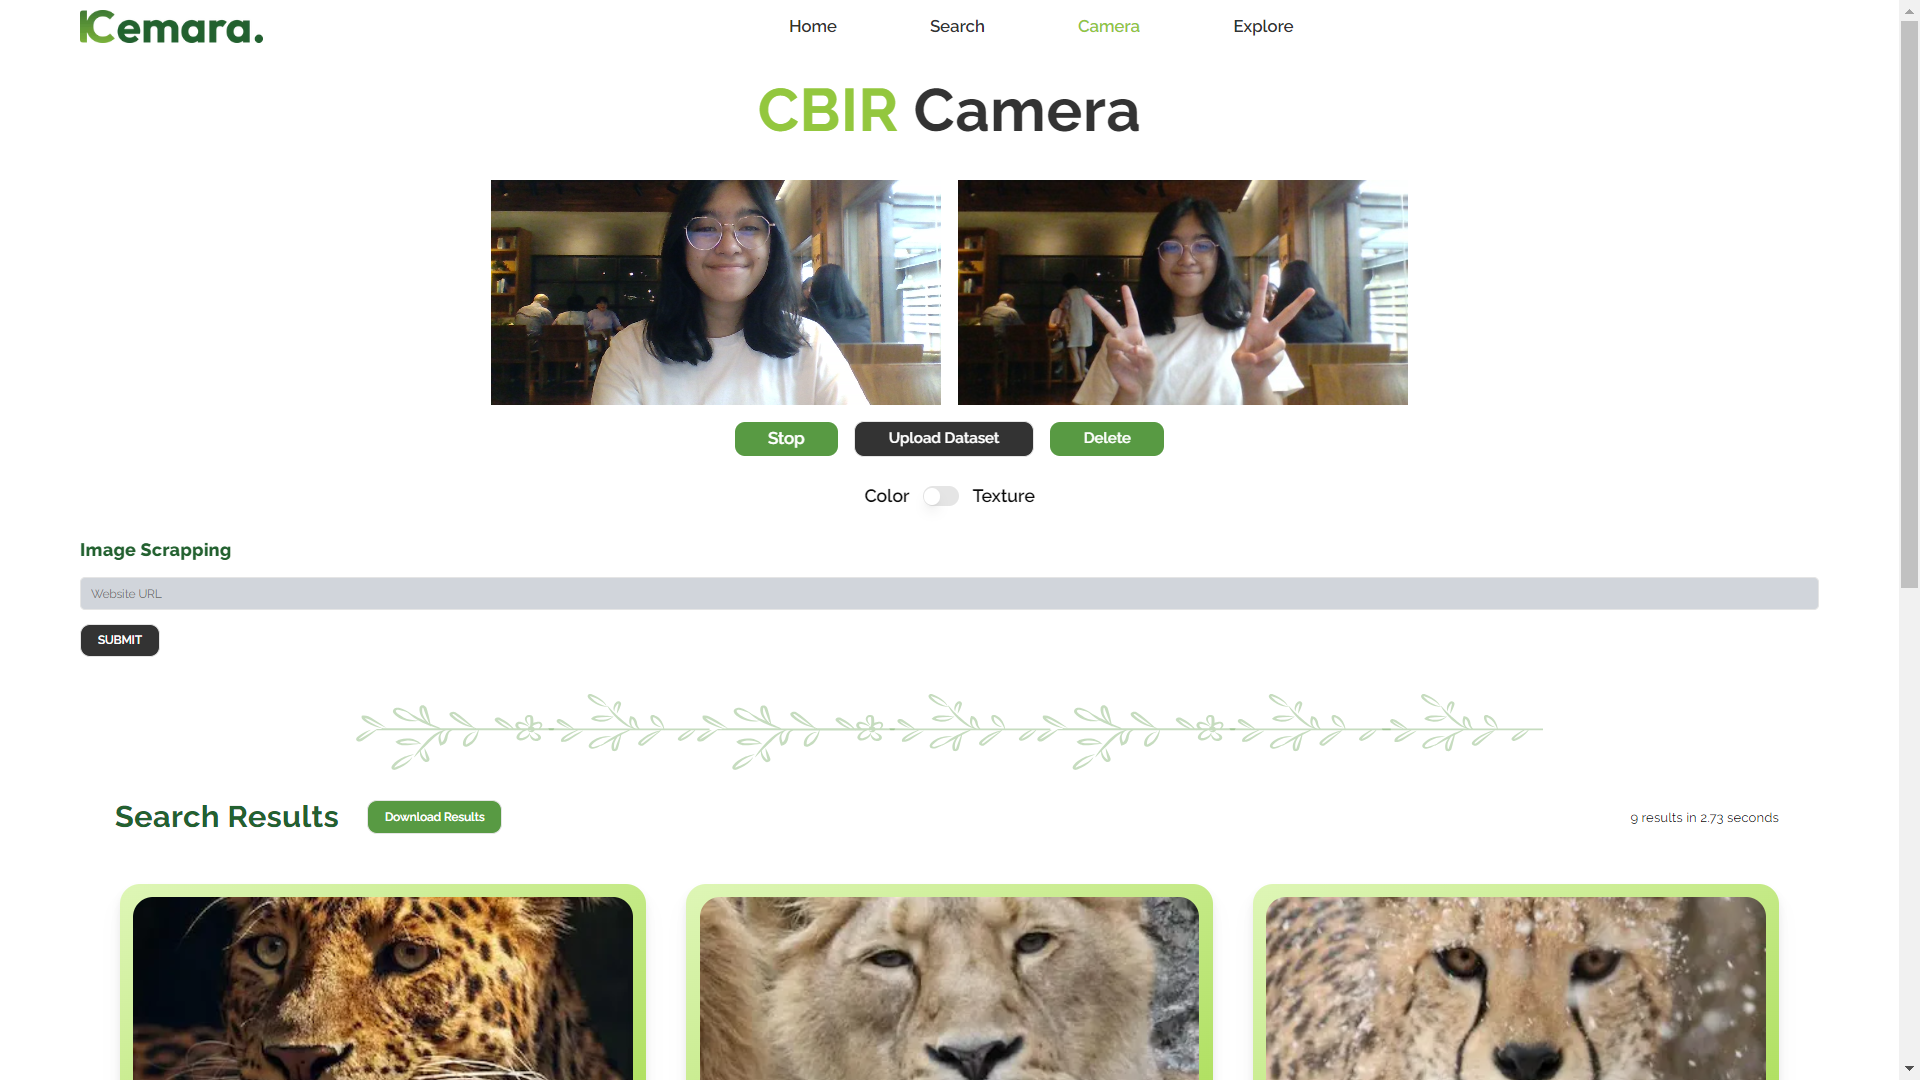 Kemara.
Home Search Camera Explore
CBIR Camera
Stop Upload Dataset Delete
Color Texture
Image Scrapping
Website URL
SUBMIT
Search Results Download Results 9 results in 2.73 seconds